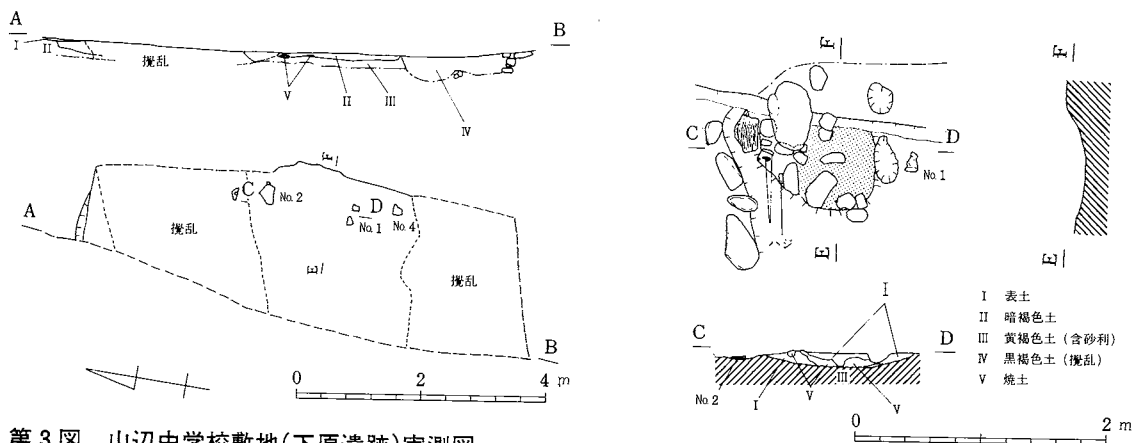 A
B
I
II
攪乱
V
II
III
IV
F
C
No.2
D
No.1
No.4
A
攪乱
E
攪乱
B
0 2 4 m
第3図 山辺中学校敷地(下原遺跡)実測図
F
F
C
D
No.1
ハジ
E
E
I
C
D
No.2
I
V
III
V
I 表土
II 暗褐色土
III 黄褐色土(含砂利)
IV 黒褐色土(攪乱)
V 焼土
0 2 m